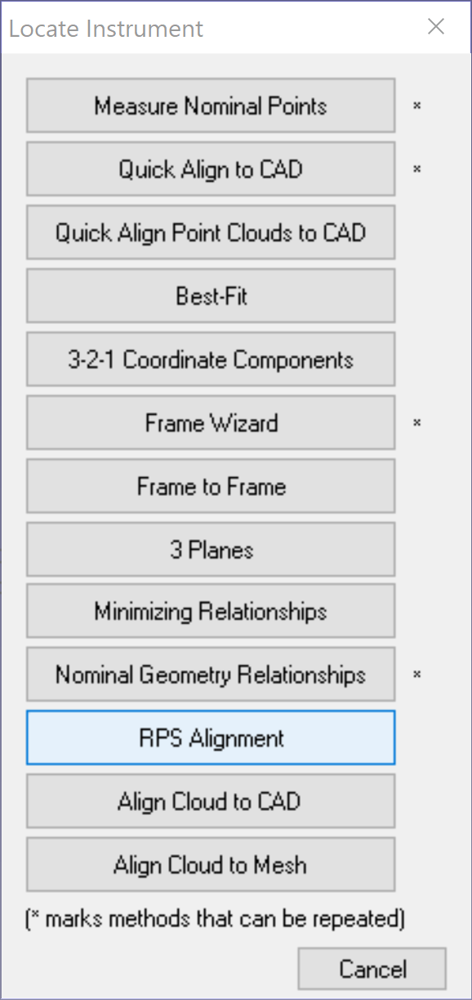 Locate Instrument
Measure Nominal Points *
Quick Align to CAD *
Quick Align Point Clouds to CAD
Best-Fit
3-2-1 Coordinate Components
Frame Wizard *
Frame to Frame
3 Planes
Minimizing Relationships
Nominal Geometry Relationships *
RPS Alignment
Align Cloud to CAD
Align Cloud to Mesh
(* marks methods that can be repeated)
Cancel